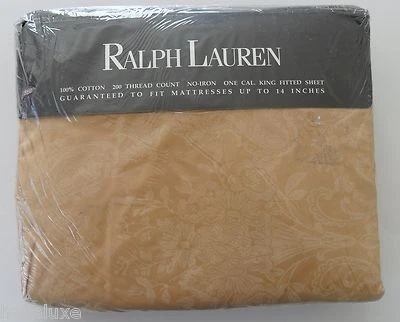 RALPH LAUREN
100% COTTON 200 THREAD COUNT NO-IRON ONE CAL. KING FITTED SHEET
GUARANTEED TO FIT MATTRESSES UP TO 14 INCHES